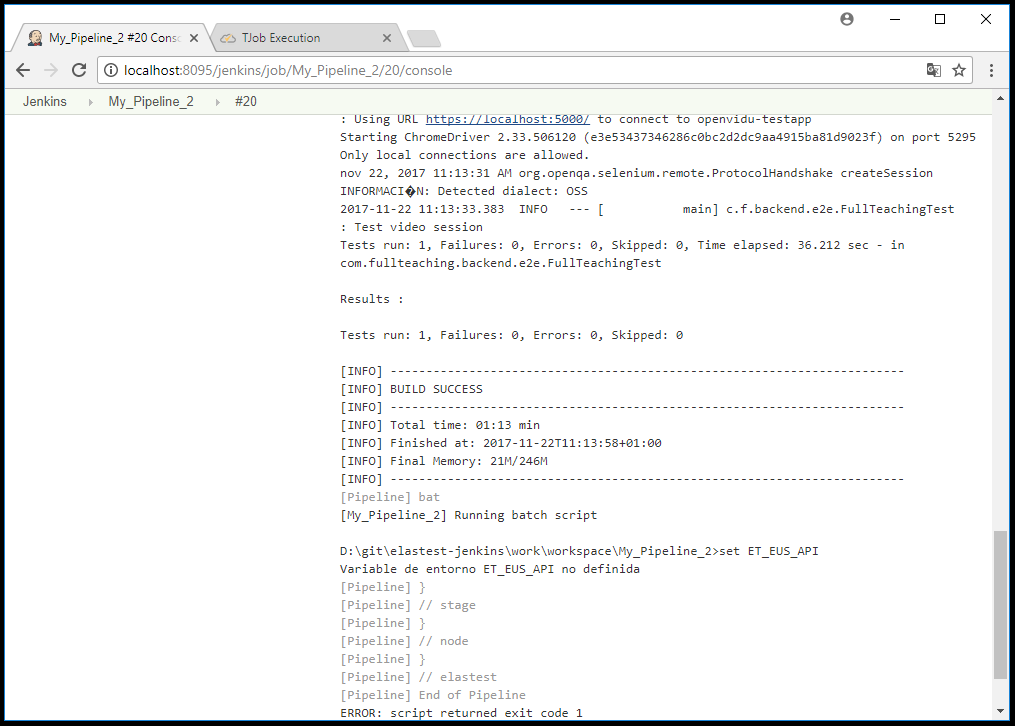 My_Pipeline_2 #20 Conso
TJob Execution
localhost:8095/jenkins/job/My_Pipeline_2/20/console
Jenkins My_Pipeline_2 #20
: Using URL https://localhost:5000/ to connect to openvidu-testapp
Starting ChromeDriver 2.33.506120 (e3e53437346286c0bc2d2dc9aa4915ba81d9023f) on port 5295
Only local connections are allowed.
nov 22, 2017 11:13:31 AM org.openqa.selenium.remote.ProtocolHandshake createSession
INFORMACI�N: Detected dialect: OSS
2017-11-22 11:13:33.383  INFO   --- [           main] c.f.backend.e2e.FullTeachingTest
: Test video session
Tests run: 1, Failures: 0, Errors: 0, Skipped: 0, Time elapsed: 36.212 sec - in
com.fullteaching.backend.e2e.FullTeachingTest
Results :
Tests run: 1, Failures: 0, Errors: 0, Skipped: 0
[INFO] ------------------------------------------------------------------------
[INFO] BUILD SUCCESS
[INFO] ------------------------------------------------------------------------
[INFO] Total time: 01:13 min
[INFO] Finished at: 2017-11-22T11:13:58+01:00
[INFO] Final Memory: 21M/246M
[INFO] ------------------------------------------------------------------------
[Pipeline] bat
[My_Pipeline_2] Running batch script
D:\git\elastest-jenkins\work\workspace\My_Pipeline_2>set ET_EUS_API
Variable de entorno ET_EUS_API no definida
[Pipeline] }
[Pipeline] // stage
[Pipeline] }
[Pipeline] // node
[Pipeline] }
[Pipeline] // elastest
[Pipeline] End of Pipeline
ERROR: script returned exit code 1